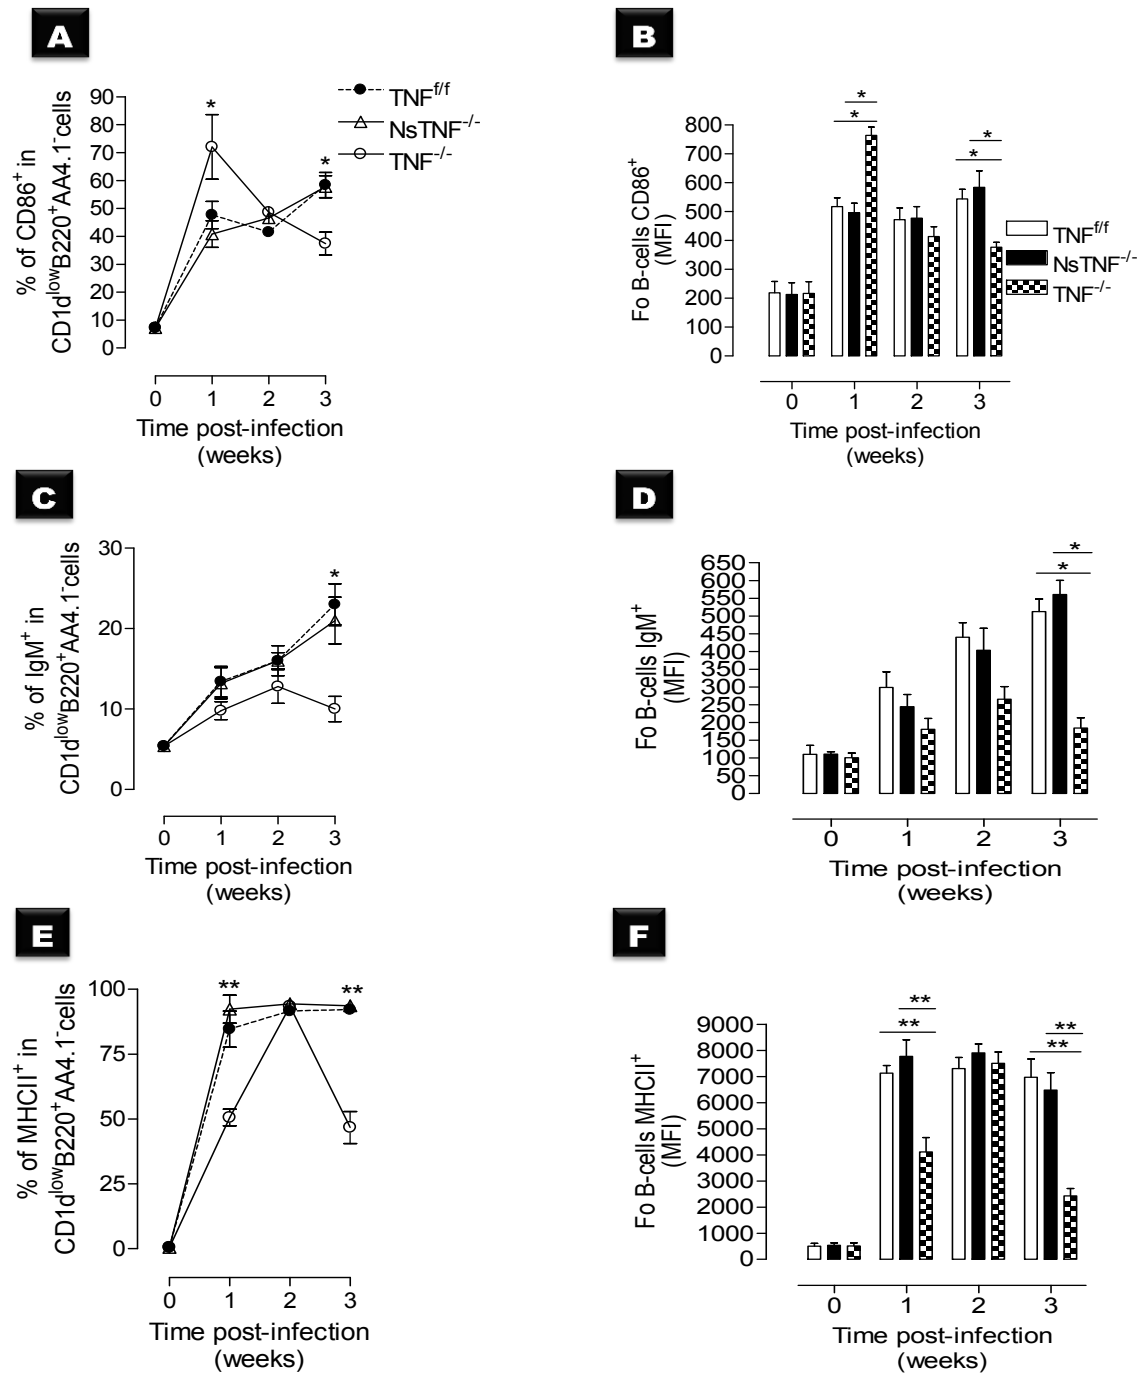 A
% of CD86⁺ in
CD1dˡᵒʷB220⁺AA4.1⁻cells
90
80
70
60
50
40
30
20
10
0
*
*
TNFᶠ/ᶠ
NsTNF⁻/⁻
TNF⁻/⁻
0 1 2 3
Time post-infection
(weeks)
B
Fo B-cells CD86⁺
(MFI)
800
700
600
500
400
300
200
100
0
*
*
*
*
TNFᶠ/ᶠ
NsTNF⁻/⁻
TNF⁻/⁻
0 1 2 3
Time post-infection
(weeks)
C
% of IgM⁺ in
CD1dˡᵒʷB220⁺AA4.1⁻cells
30
20
10
0
*
0 1 2 3
Time post-infection
(weeks)
D
Fo B-cells IgM⁺
(MFI)
650
600
550
500
450
400
350
300
250
200
150
100
50
0
*
*
0 1 2 3
Time post-infection
(weeks)
E
% of MHCII⁺ in
CD1dˡᵒʷB220⁺AA4.1⁻cells
100
75
50
25
0
**
**
0 1 2 3
Time post-infection
(weeks)
F
Fo B-cells MHCII⁺
(MFI)
9000
8000
7000
6000
5000
4000
3000
2000
1000
0
**
**
**
**
0 1 2 3
Time post-infection
(weeks)